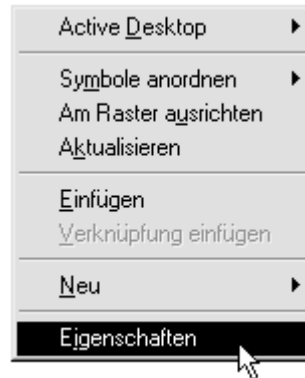 Active Desktop
Symbole anordnen
Am Raster ausrichten
Aktualisieren
Einfügen
Verknüpfung einfügen
Neu
Eigenschaften